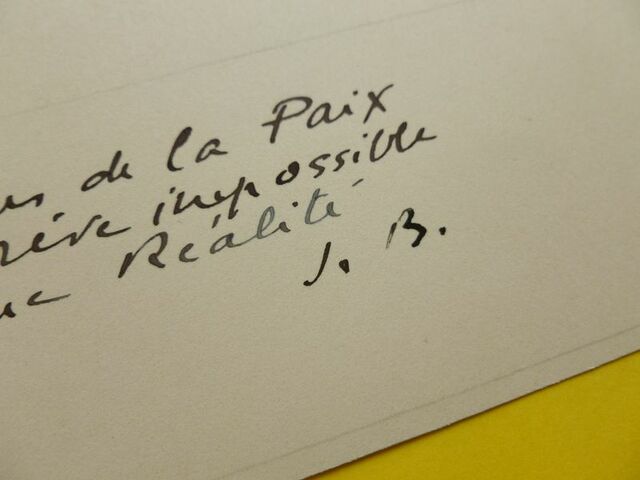 de la Paix
rêve impossible
Réalité
J. B.